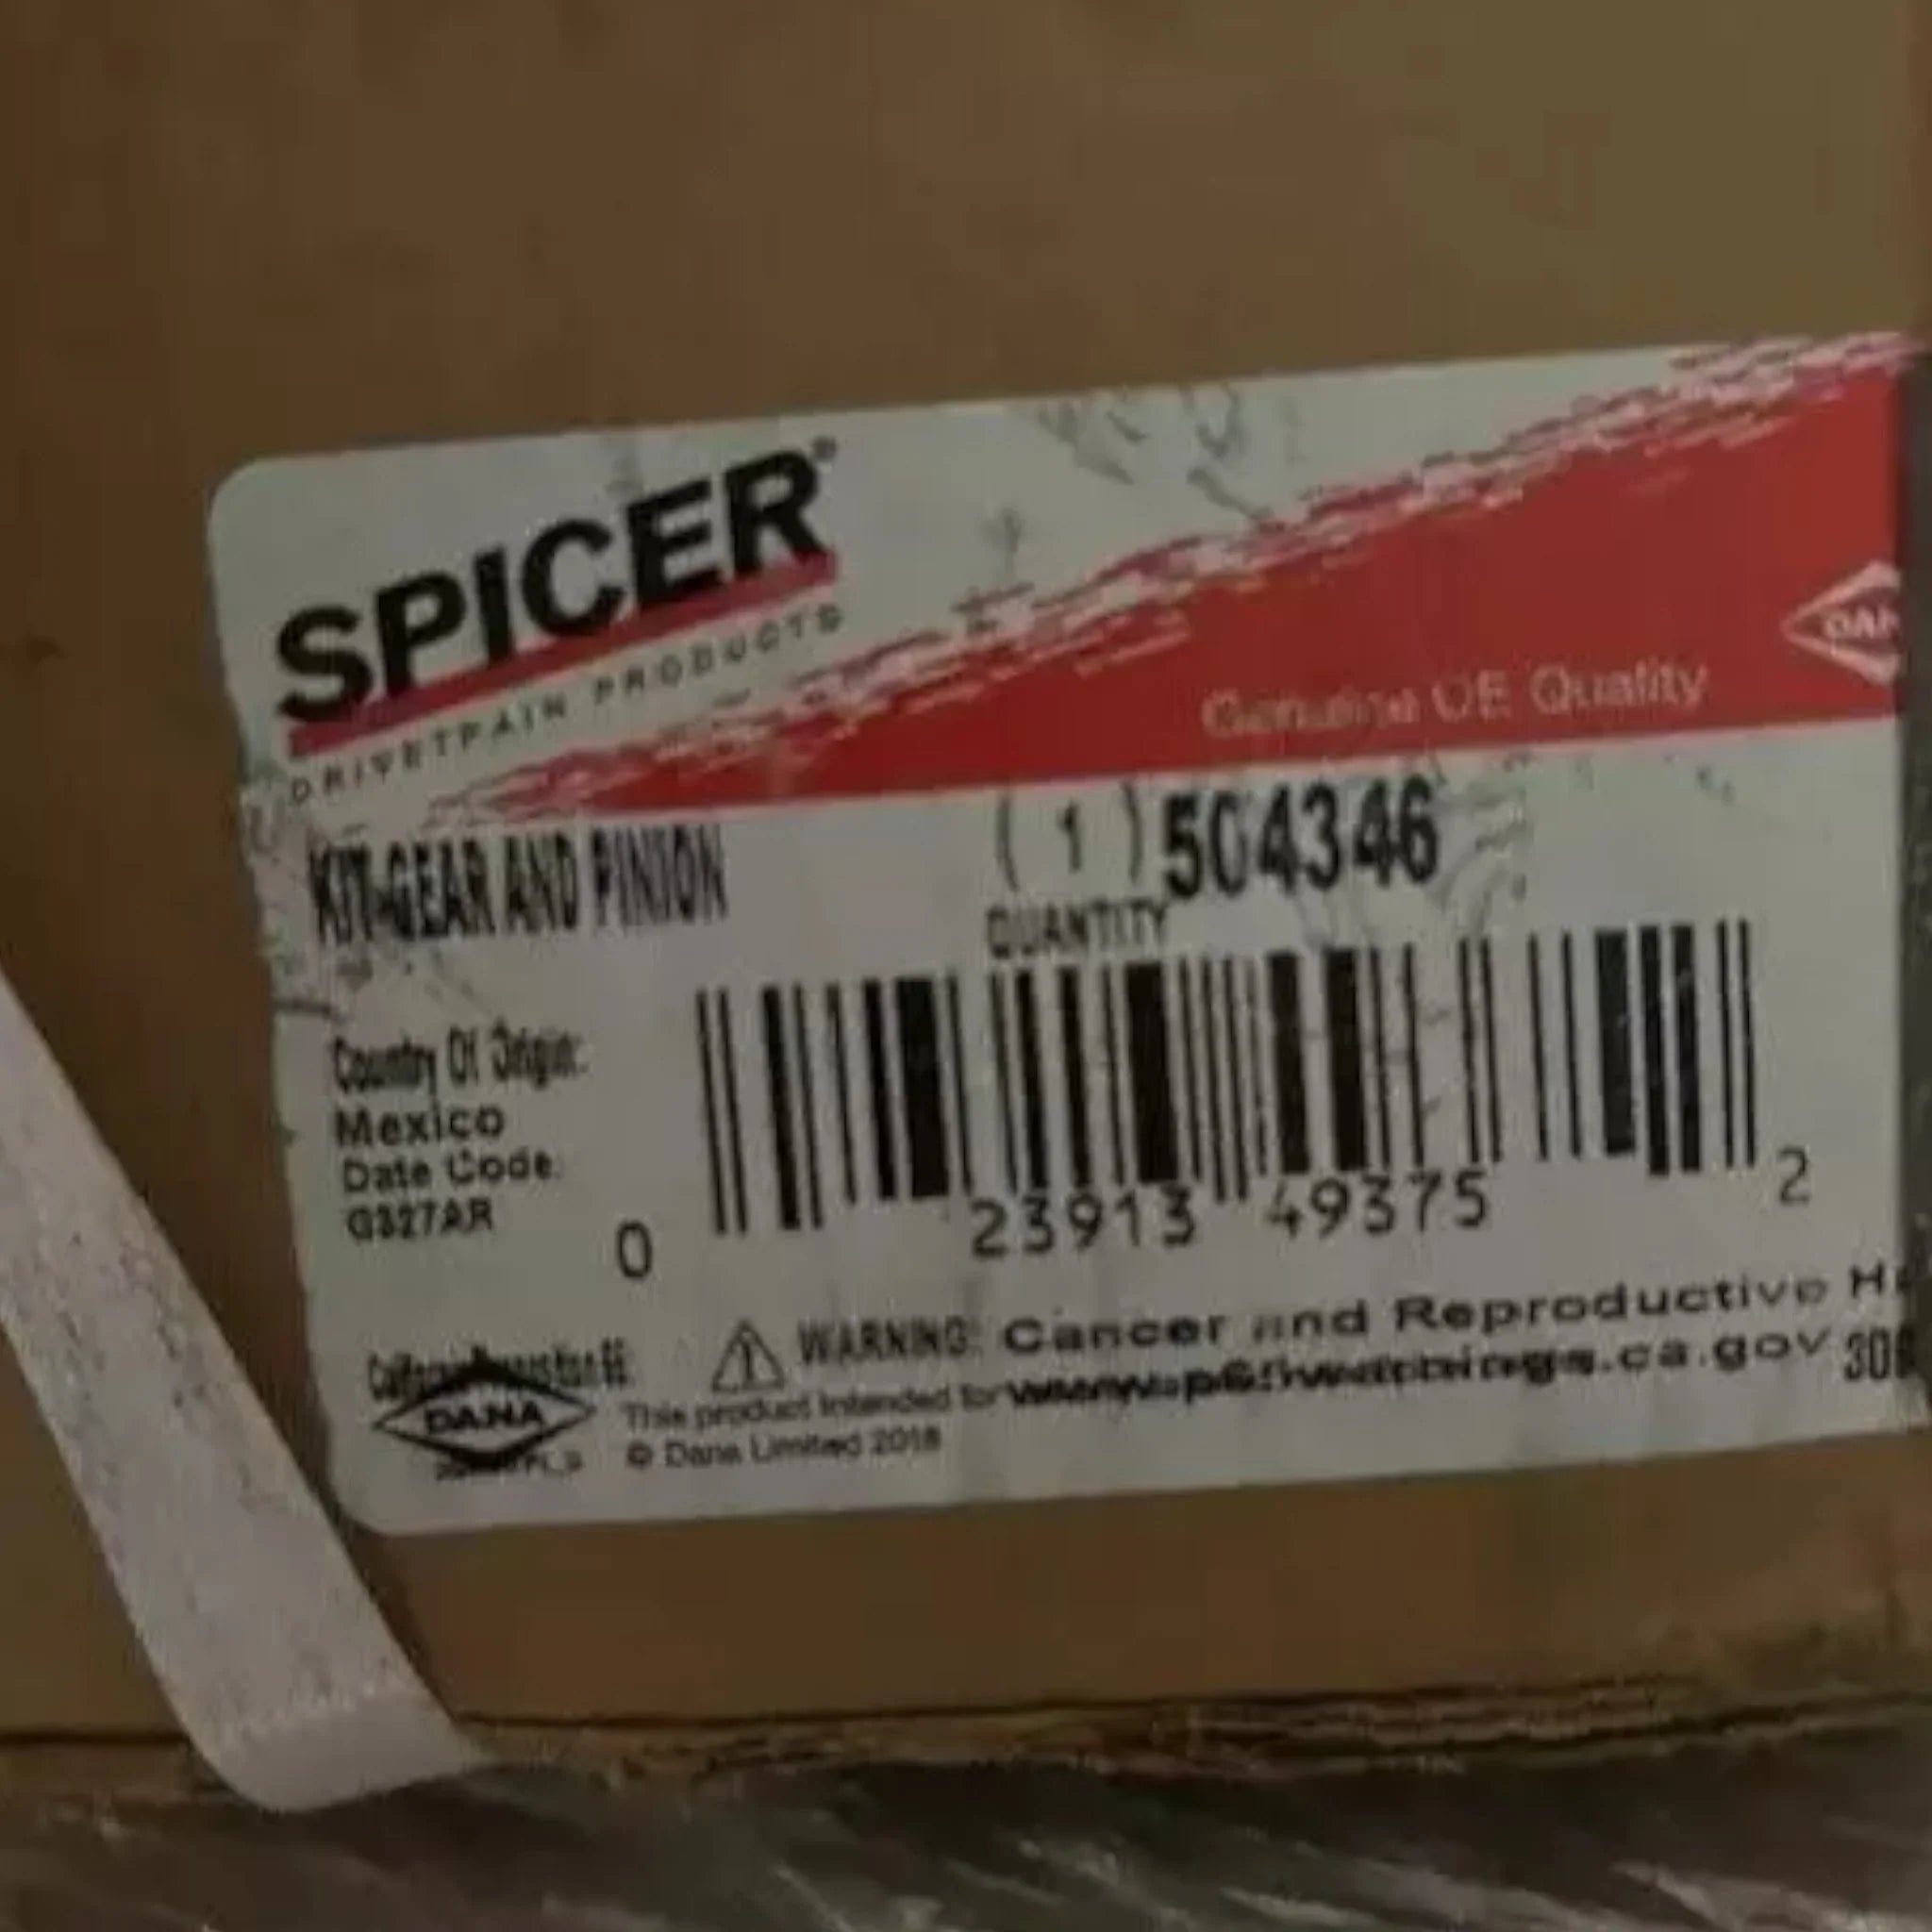 SPICER®
DRIVETRAIN PRODUCTS
Genuine OE Quality
DAN
KIT-GEAR AND PINION
( 1 ) 504346
QUANTITY
Country Of Origin:
Mexico
Date Code:
G327AR
0 23913 49375 2
WARNING: Cancer and Reproductive
.ca.gov
DANA
This product intended for
© Dana Limited 2018